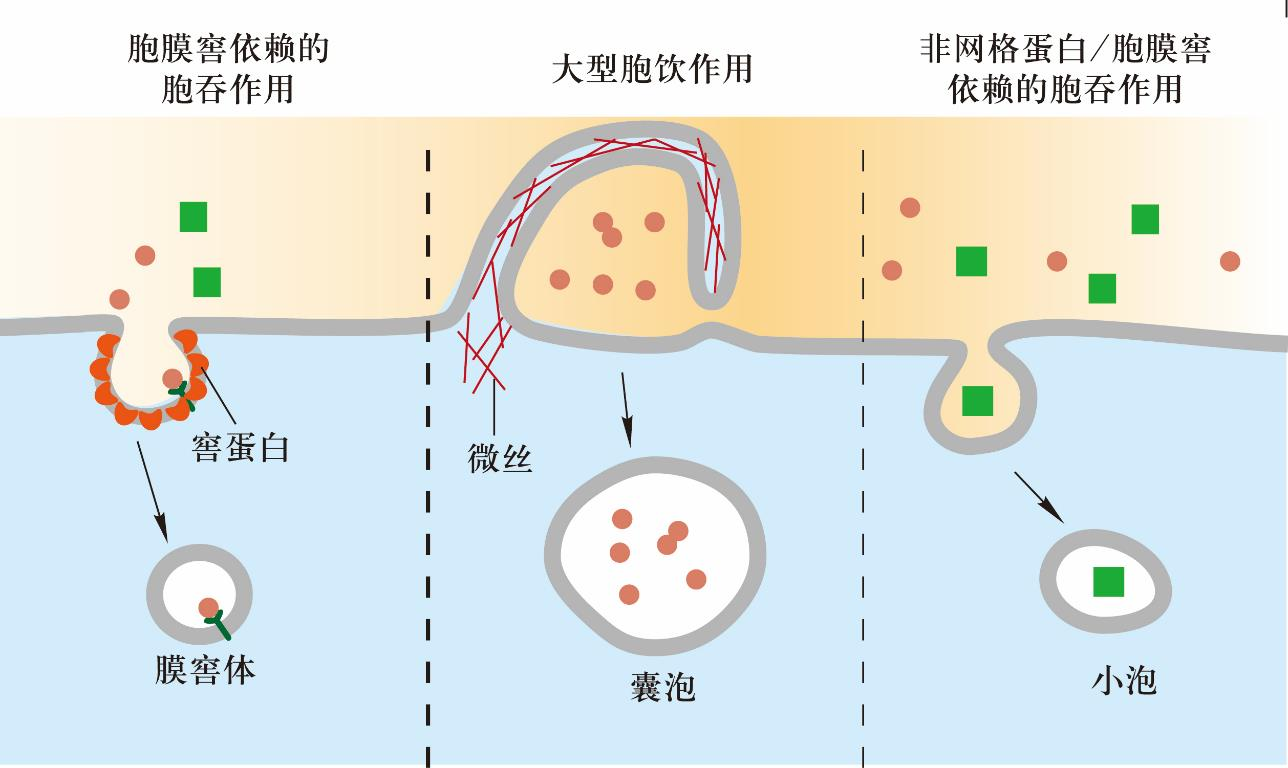 胞膜窖依赖的
胞吞作用
大型胞饮作用
非网格蛋白/胞膜窖
依赖的胞吞作用
窖蛋白
微丝
膜窖体
囊泡
小泡